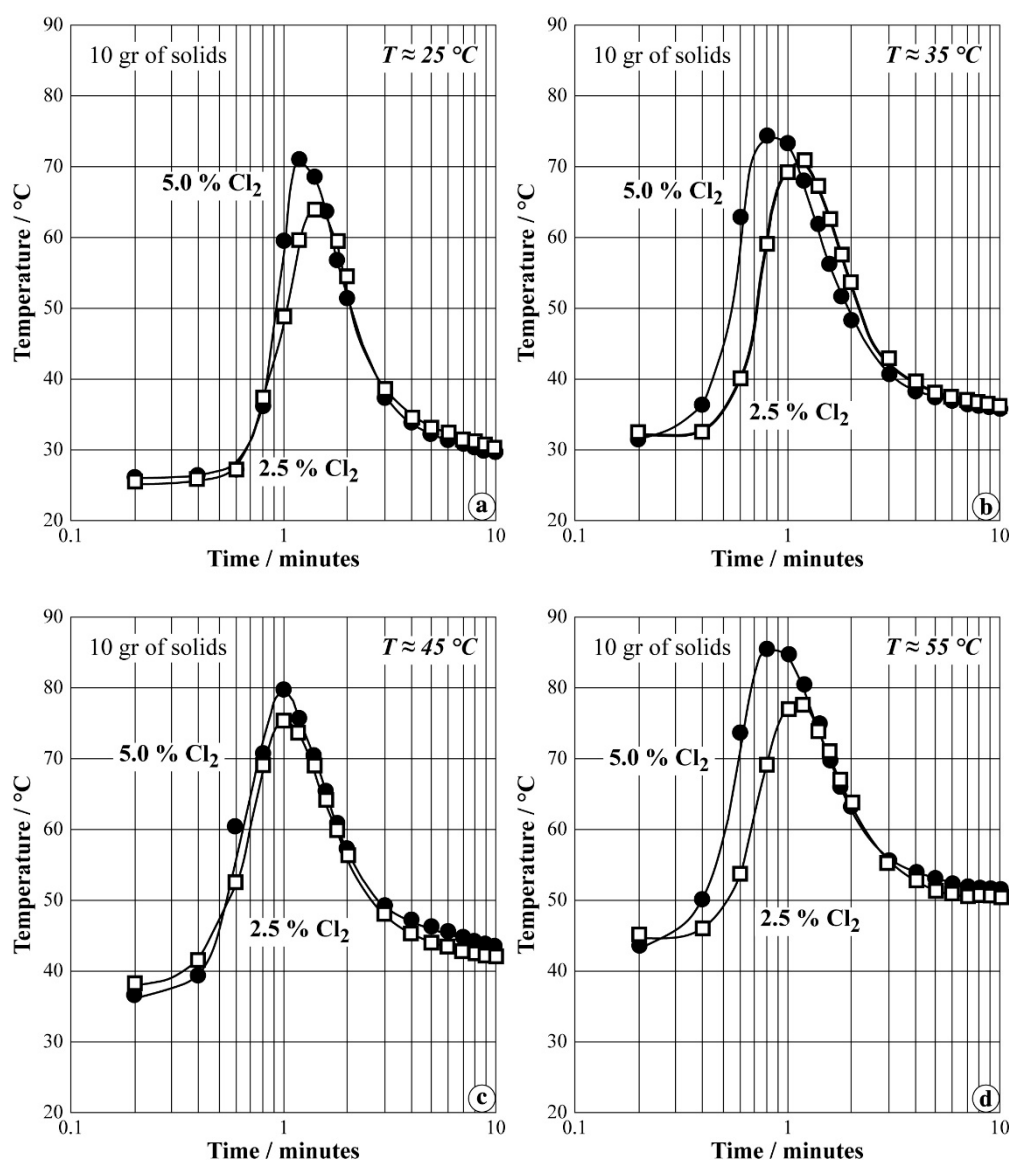 90
80
70
60
50
40
30
20
Temperature / °C
10 gr of solids
T ≈ 25 °C
5.0 % Cl2
2.5 % Cl2
a
0.1
1
10
Time / minutes
90
80
70
60
50
40
30
20
Temperature / °C
10 gr of solids
T ≈ 35 °C
5.0 % Cl2
2.5 % Cl2
b
0.1
1
10
Time / minutes
90
80
70
60
50
40
30
20
Temperature / °C
10 gr of solids
T ≈ 45 °C
5.0 % Cl2
2.5 % Cl2
c
0.1
1
10
Time / minutes
90
80
70
60
50
40
30
20
Temperature / °C
10 gr of solids
T ≈ 55 °C
5.0 % Cl2
2.5 % Cl2
d
0.1
1
10
Time / minutes